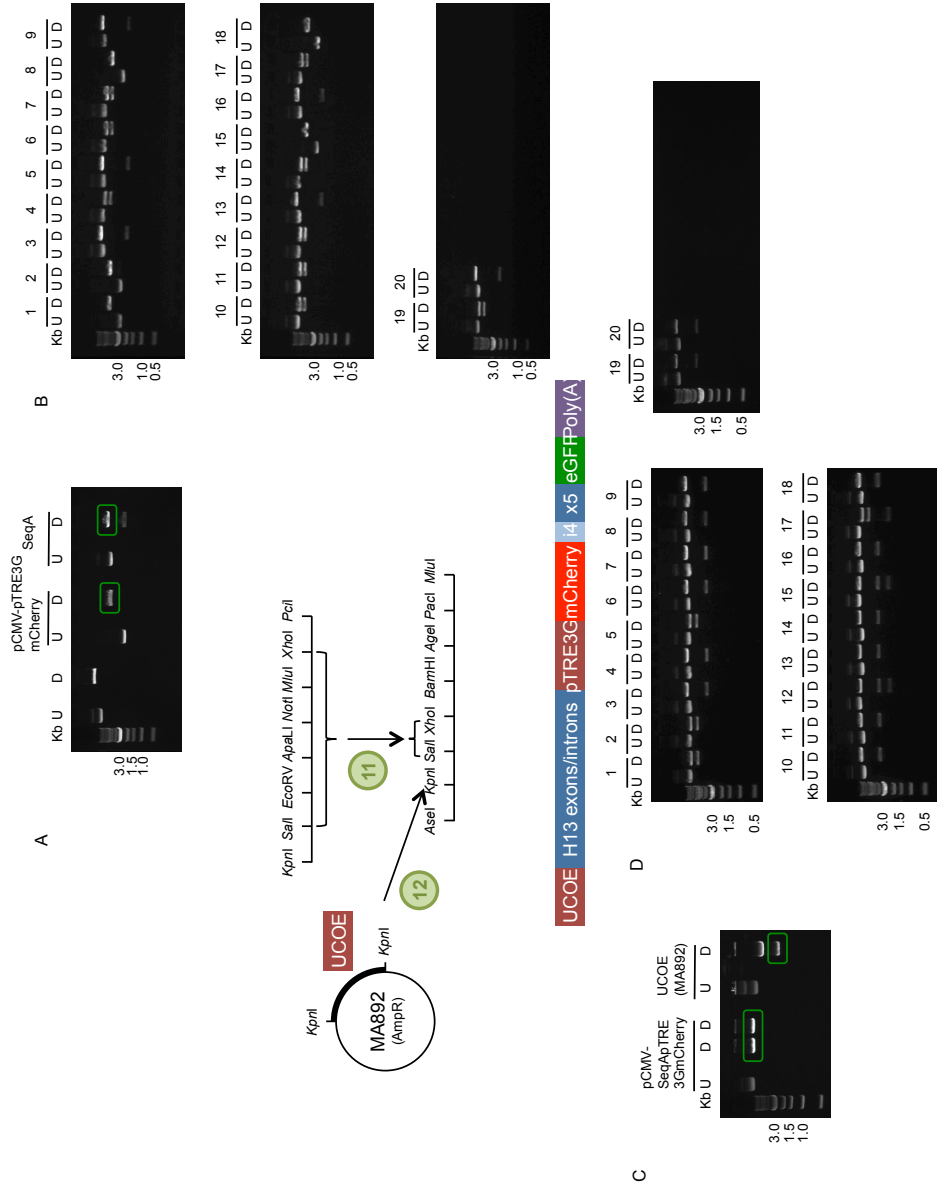 A
pCMV-pTRE3G
mCherry
SeqA
Kb U D U D U D
3.0
1.5
1.0
B
1 2 3 4 5 6 7 8 9
Kb U D U D U D U D U D U D U D U D U D
3.0
1.0
0.5
10 11 12 13 14 15 16 17 18
Kb U D U D U D U D U D U D U D U D U D
3.0
1.0
0.5
19 20
Kb U D U D
3.0
1.0
0.5
KpnI SalI EcoRV ApaLI NotI MluI XhoI PciI
11
AseI KpnI SalI XhoI BamHI AgeI PacI MluI
12
UCOE
KpnI
KpnI
MA892
(AmpR)
UCOE H13 exons/introns pTRE3G mCherry i4 x5 eGFP Poly(A)
C
pCMV-
SeqApTRE
3GmCherry
UCOE
(MA892)
Kb U D D U D
3.0
1.5
1.0
D
1 2 3 4 5 6 7 8 9
Kb U D U D U D U D U D U D U D U D U D
3.0
1.5
0.5
10 11 12 13 14 15 16 17 18
Kb U D U D U D U D U D U D U D U D U D
3.0
1.5
0.5
19 20
Kb U D U D
3.0
1.5
0.5